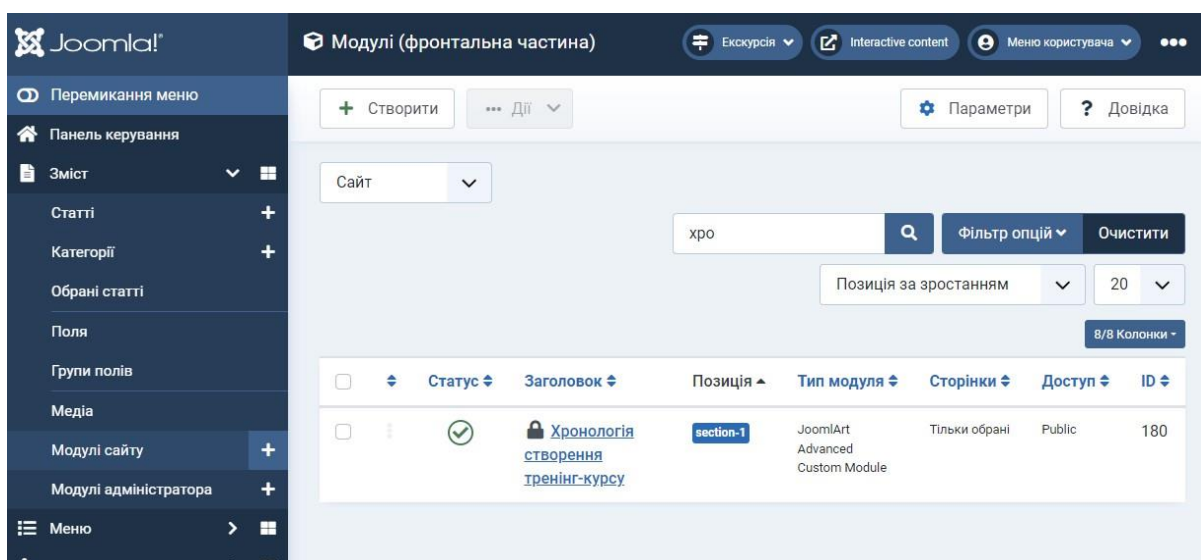 Joomla!®
Модулі (фронтальна частина)
Екскурсія
Interactive content
Меню користувача
Перемикання меню
Панель керування
Зміст
Статті
Категорії
Обрані статті
Поля
Групи полів
Медіа
Модулі сайту
Модулі адміністратора
Меню
+ Створити
••• Дії
Параметри
? Довідка
Сайт
хро
Фільтр опцій
Очистити
Позиція за зростанням
20
8/8 Колонки
Статус
Заголовок
Позиція
Тип модуля
Сторінки
Доступ
ID
Хронологія
створення
тренінг-курсу
section-1
JoomlArt
Advanced
Custom Module
Тільки обрані
Public
180